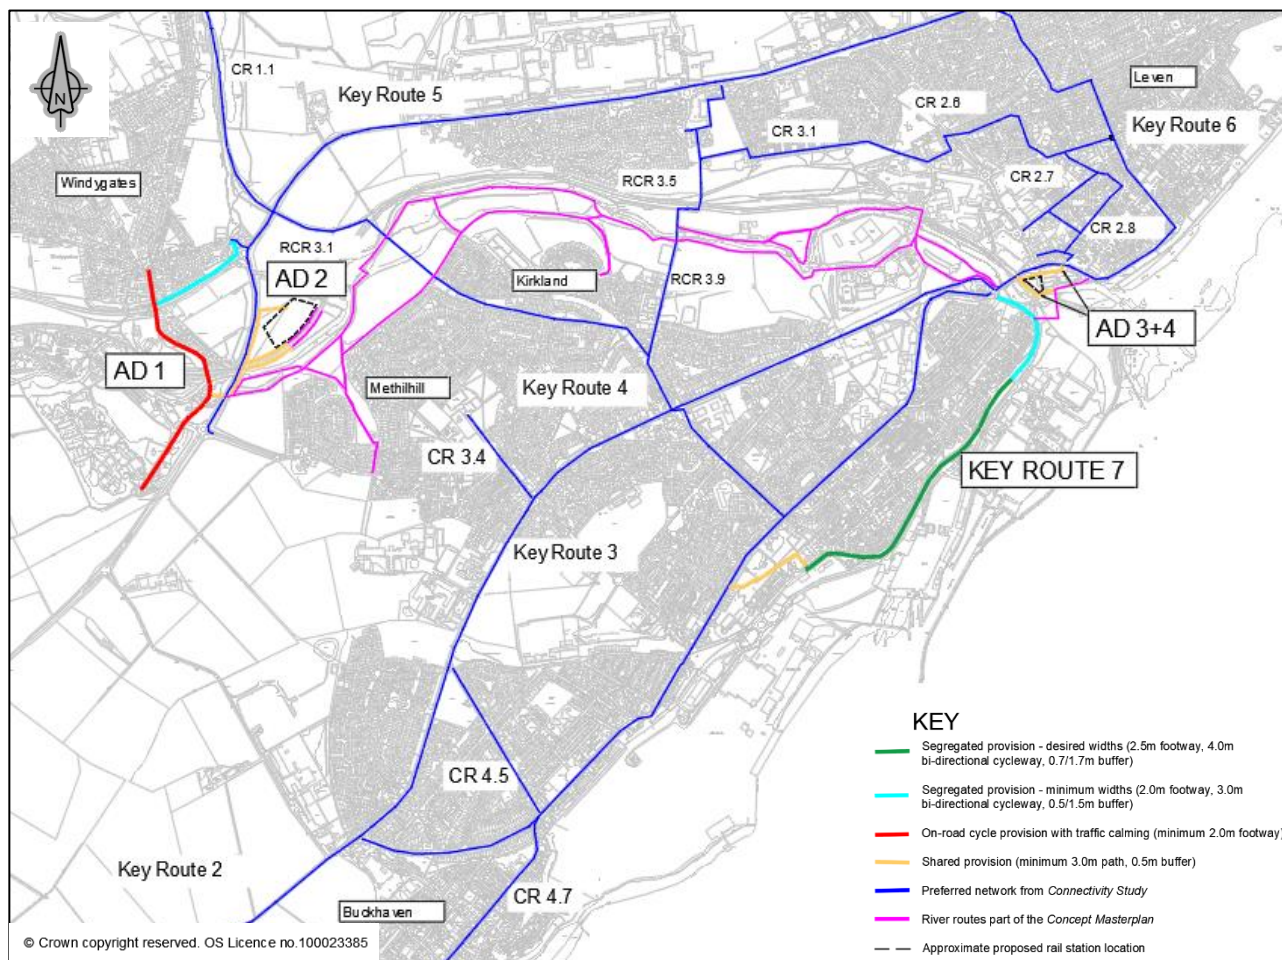 N
CR 1.1
Key Route 5
Leven
CR 2.6
Key Route 6
CR 3.1
Windygates
RCR 3.5
CR 2.7
CR 2.8
RCR 3.1
AD 2
Kirkland
RCR 3.9
AD 3+4
AD 1
Methilhill
Key Route 4
CR 3.4
KEY ROUTE 7
Key Route 3
KEY
Segregated provision - desired widths (2.5m footway, 4.0m
bi-directional cycleway, 0.7/1.7m buffer)
CR 4.5
Segregated provision - minimum widths (2.0m footway, 3.0m
bi-directional cycleway, 0.5/1.5m buffer)
On-road cycle provision with traffic calming (minimum 2.0m footway)
Shared provision (minimum 3.0m path, 0.5m buffer)
Key Route 2
CR 4.7
Preferred network from Connectivity Study
Buckhaven
River routes part of the Concept Masterplan
© Crown copyright reserved. OS Licence no.100023385
Approximate proposed rail station location